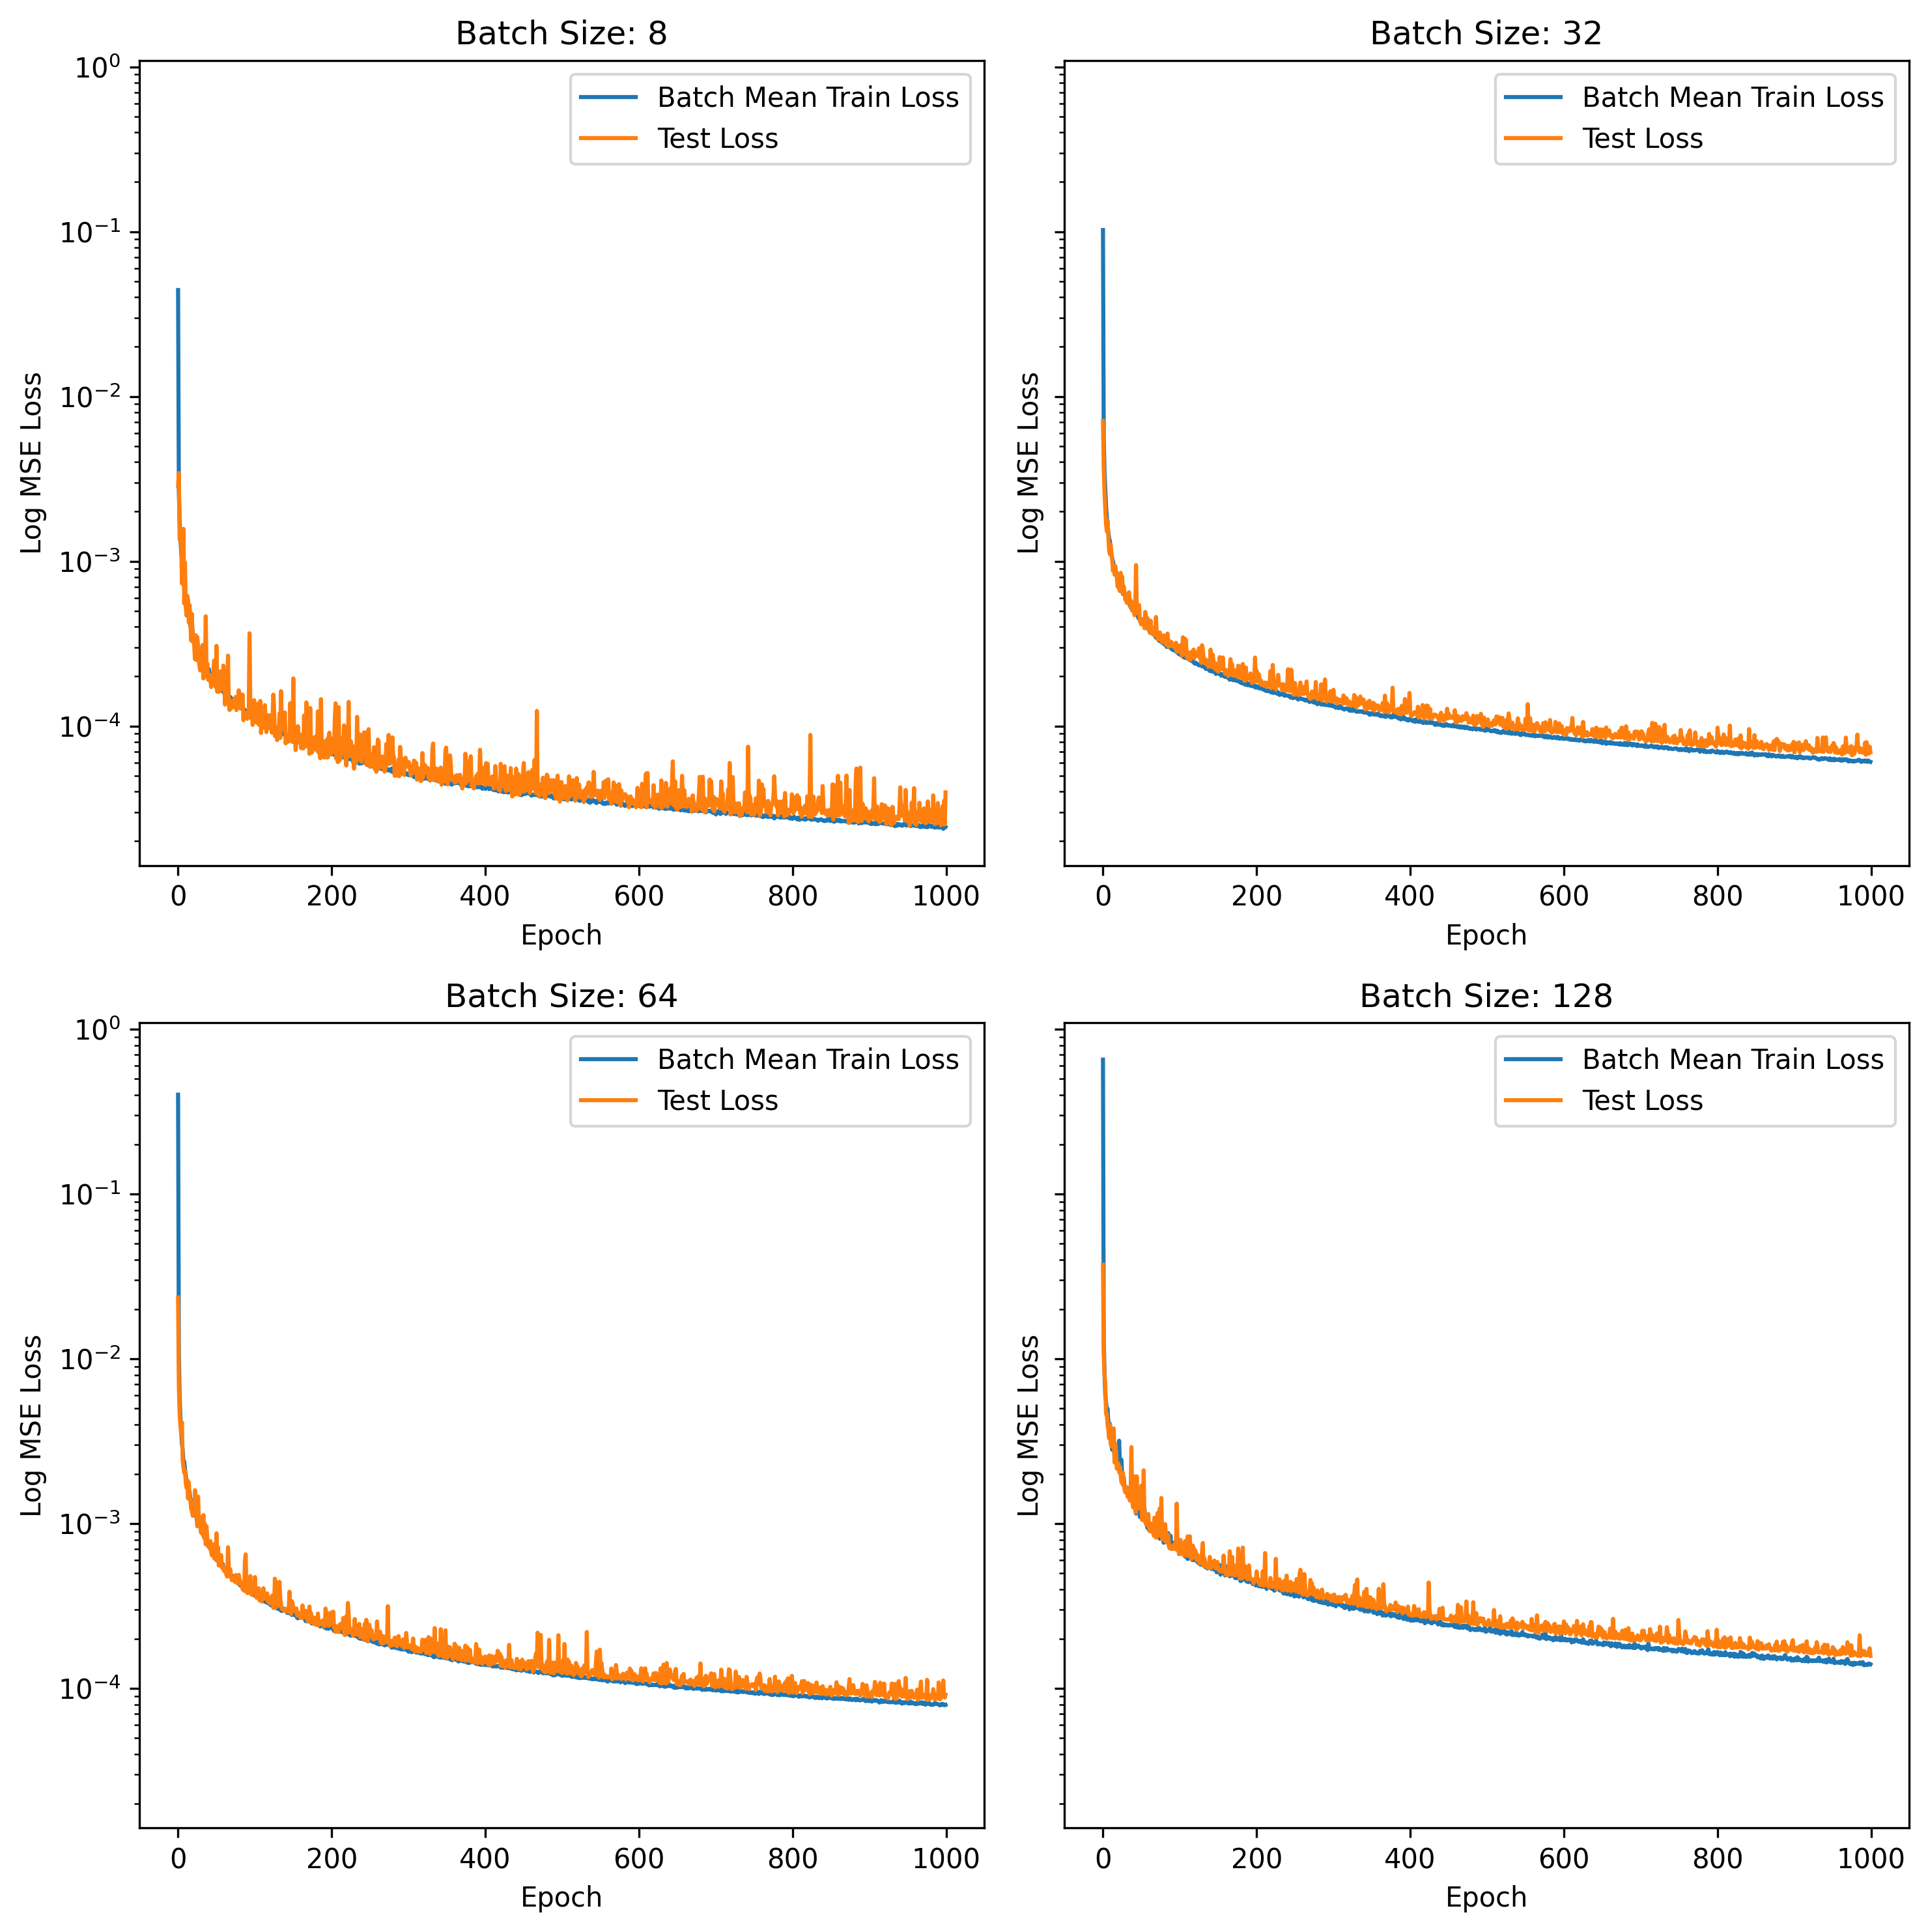 Batch Size: 8
Batch Mean Train Loss
Test Loss
10⁰
10⁻¹
10⁻²
10⁻³
10⁻⁴
Log MSE Loss
0 200 400 600 800 1000
Epoch
Batch Size: 32
Batch Mean Train Loss
Test Loss
Log MSE Loss
0 200 400 600 800 1000
Epoch
Batch Size: 64
Batch Mean Train Loss
Test Loss
10⁰
10⁻¹
10⁻²
10⁻³
10⁻⁴
Log MSE Loss
0 200 400 600 800 1000
Epoch
Batch Size: 128
Batch Mean Train Loss
Test Loss
Log MSE Loss
0 200 400 600 800 1000
Epoch